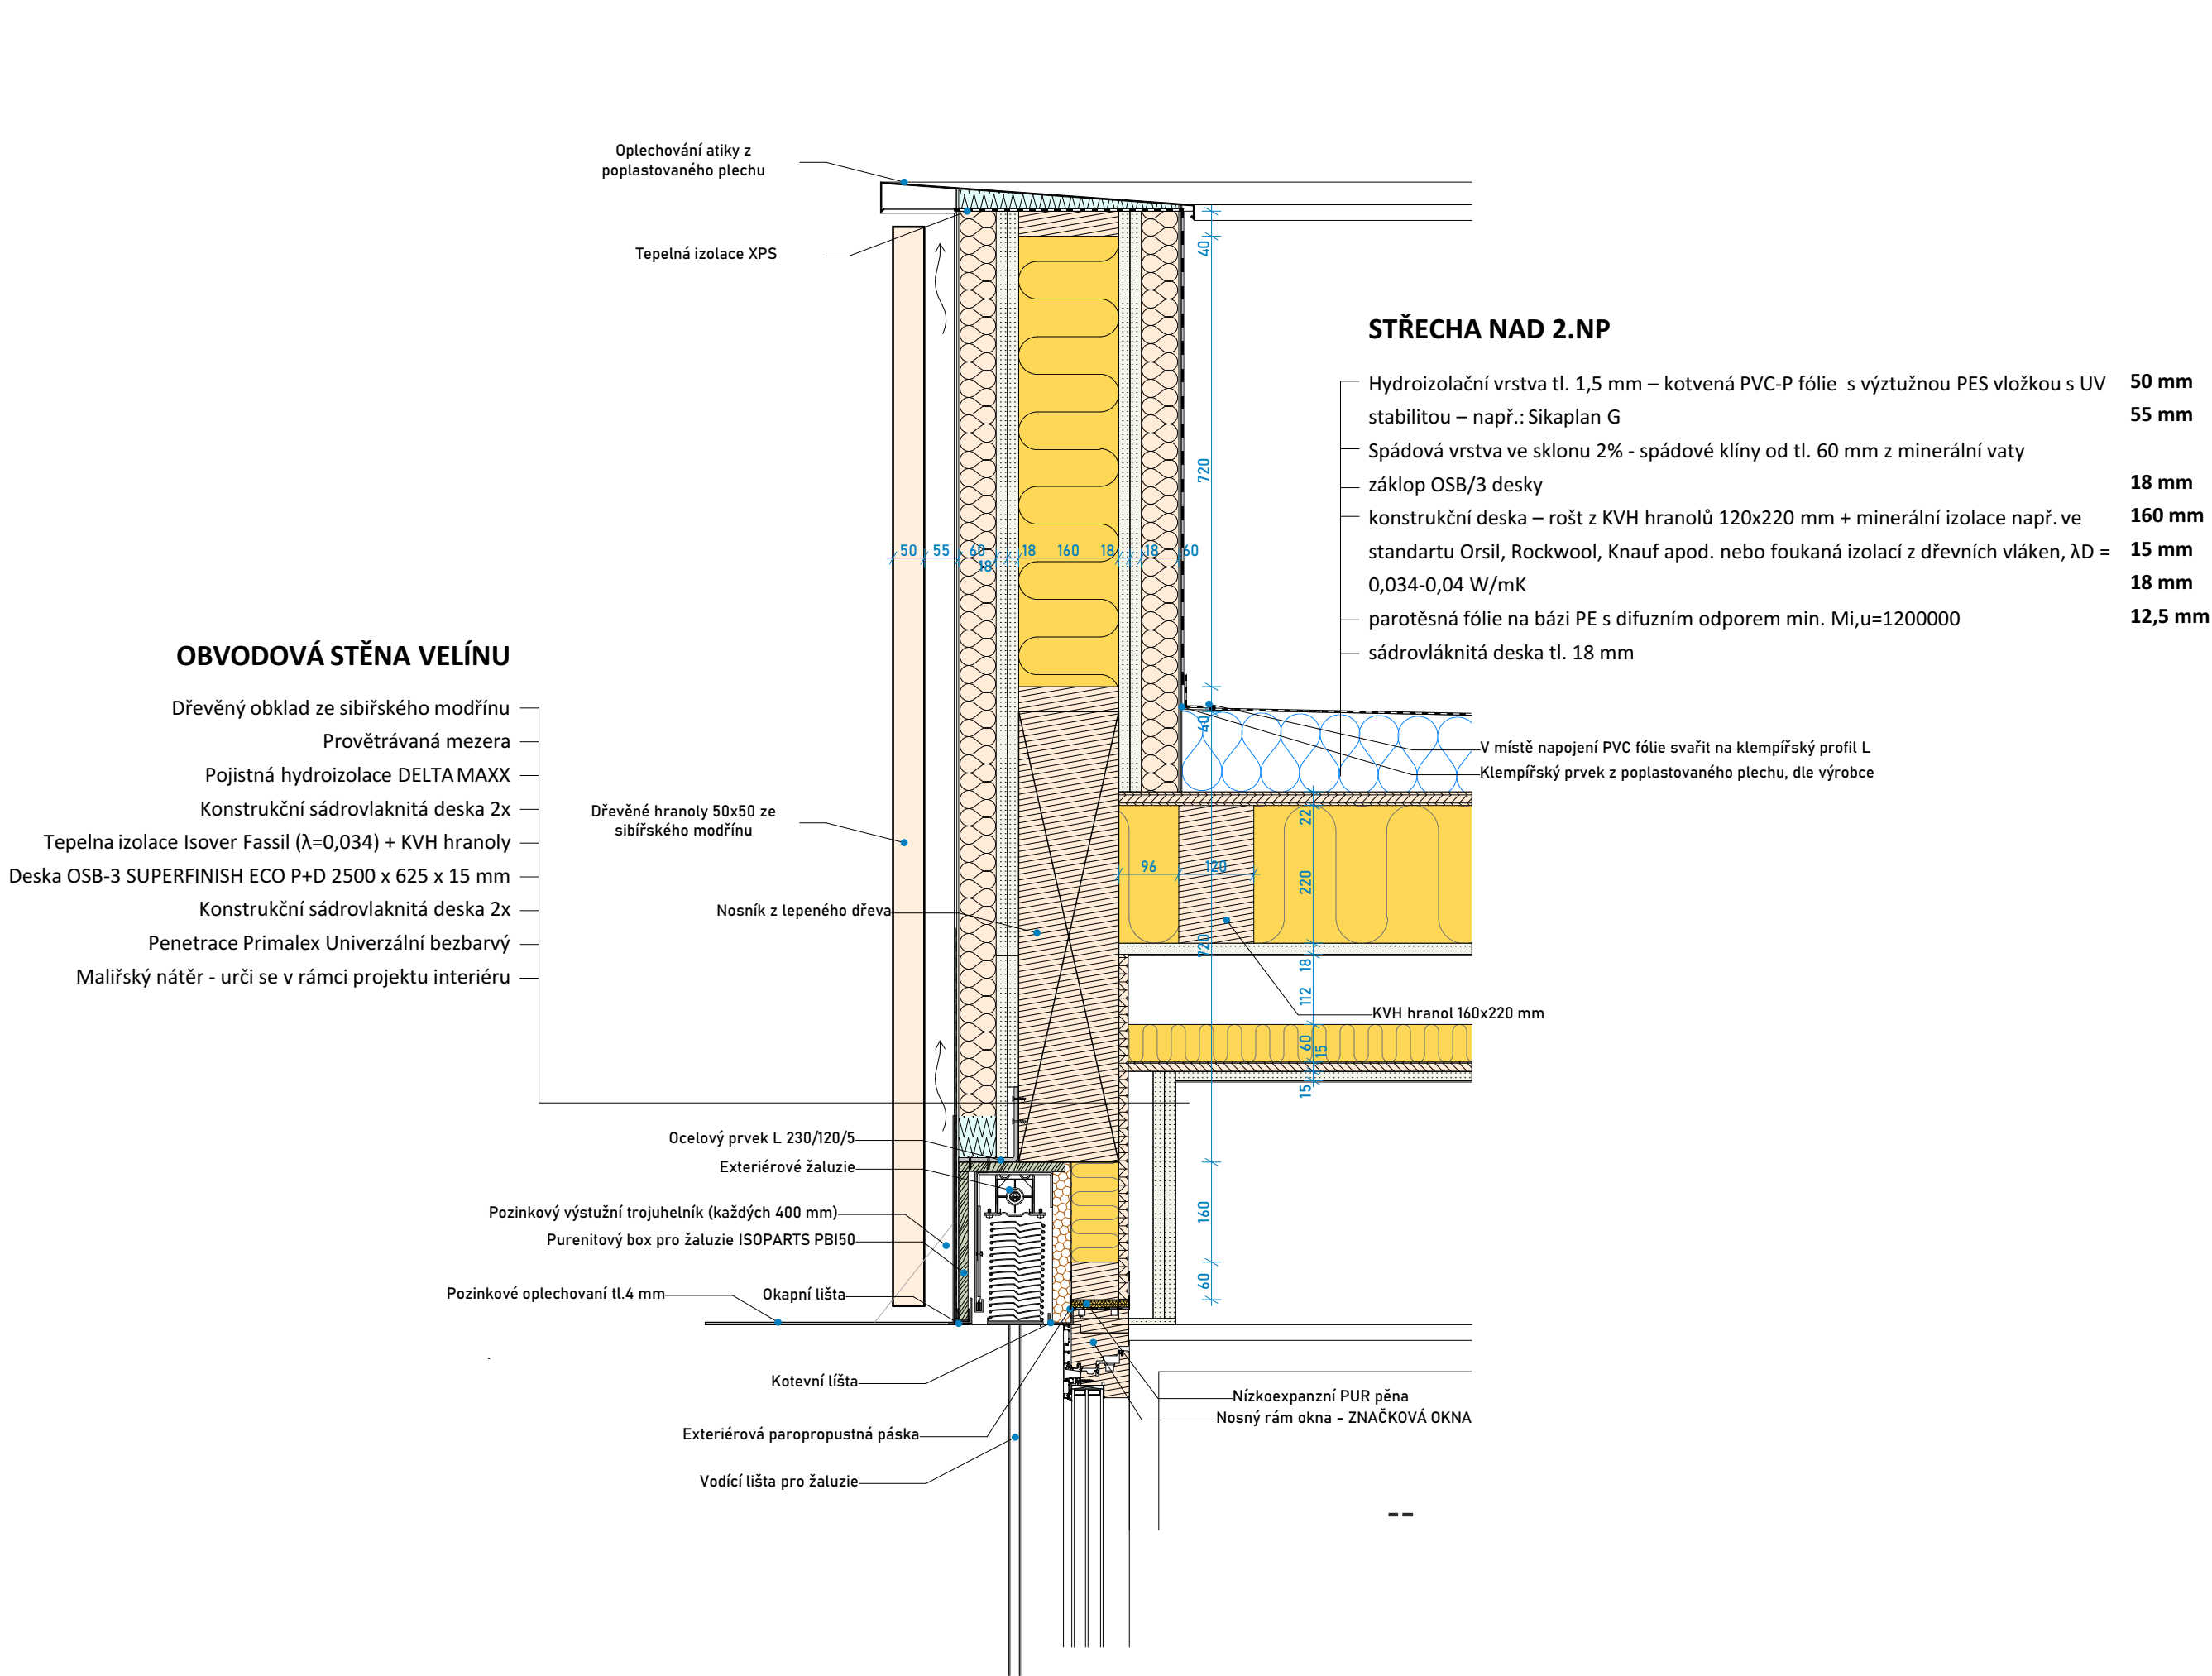 Oplechování atiky z
poplastovaného plechu
Tepelná izolace XPS
40
STŘECHA NAD 2.NP
Hydroizolační vrstva tl. 1,5 mm – kotvená PVC-P fólie s výztužnou PES vložkou s UV
50 mm
stabilitou – např.: Sikaplan G
55 mm
Spádová vrstva ve sklonu 2% - spádové klíny od tl. 60 mm z minerální vaty
záklop OSB/3 desky
18 mm
konstrukční deska – rošt z KVH hranolů 120x220 mm + minerální izolace např. ve
160 mm
standartu Orsil, Rockwool, Knauf apod. nebo foukaná izolací z dřevních vláken, λD =
15 mm
0,034-0,04 W/mK
18 mm
parotěsná fólie na bázi PE s difuzním odporem min. Mi,u=1200000
12,5 mm
sádrovláknitá deska tl. 18 mm
720
50 55 60 18 18 160 18 18 60
OBVODOVÁ STĚNA VELÍNU
Dřevěný obklad ze sibiřského modřínu
Provětrávaná mezera
Pojistná hydroizolace DELTA MAXX
Konstrukční sádrovlaknitá deska 2x
Tepelna izolace Isover Fassil (λ=0,034) + KVH hranoly
Deska OSB-3 SUPERFINISH ECO P+D 2500 x 625 x 15 mm
Konstrukční sádrovlaknitá deska 2x
Penetrace Primalex Univerzální bezbarvý
Maliřský nátěr - urči se v rámci projektu interiéru
40
V místě napojení PVC fólie svařit na klempířský profil L
Klempířský prvek z poplastovaného plechu, dle výrobce
Dřevěné hranoly 50x50 ze
sibířského modřínu
22
96 120
220
Nosník z lepeného dřeva
720
18
112
KVH hranol 160x220 mm
60
15
15
Ocelový prvek L 230/120/5
Exteriérové žaluzie
Pozinkový výstužní trojuhelník (každých 400 mm)
160
Purenitový box pro žaluzie ISOPARTS PBI50
Pozinkové oplechovaní tl.4 mm
Okapní lišta
60
Kotevní líšta
Nízkoexpanzní PUR pěna
Nosný rám okna - ZNAČKOVÁ OKNA
Exteriérová paropropustná páska
Vodící lišta pro žaluzie
--